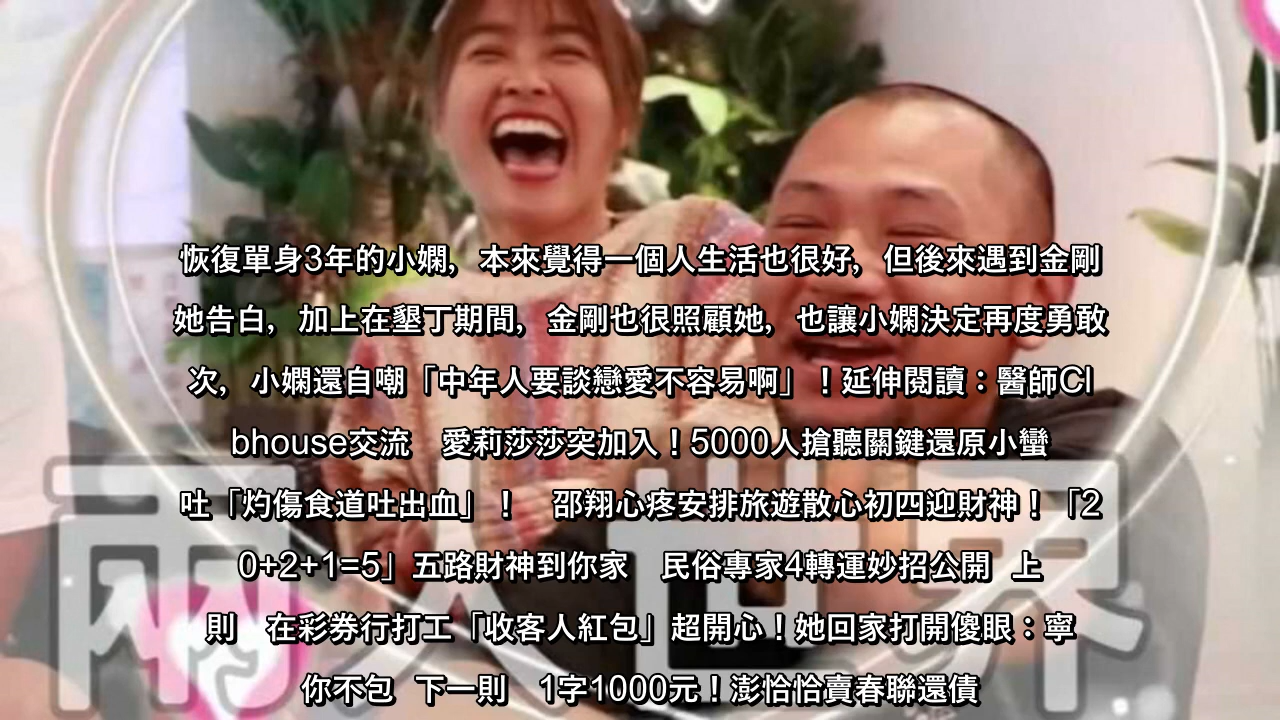 恢復單身3年的小嫻，本來覺得一個人生活也很好，但後來遇到金剛
她告白，加上在墾丁期間，金剛也很照顧她，也讓小嫻決定再度勇敢
次，小嫻還自嘲「中年人要談戀愛不容易啊」！延伸閱讀：醫師Cl
bhouse交流　愛莉莎莎突加入！5000人搶聽關鍵還原小蠻
吐「灼傷食道吐出血」！　邵翔心疼安排旅遊散心初四迎財神！「2
0+2+1=5」五路財神到你家　民俗專家4轉運妙招公開 上
則　在彩券行打工「收客人紅包」超開心！她回家打開傻眼：寧
你不包 下一則　1字1000元！澎恰恰賣春聯還債
兩人世界